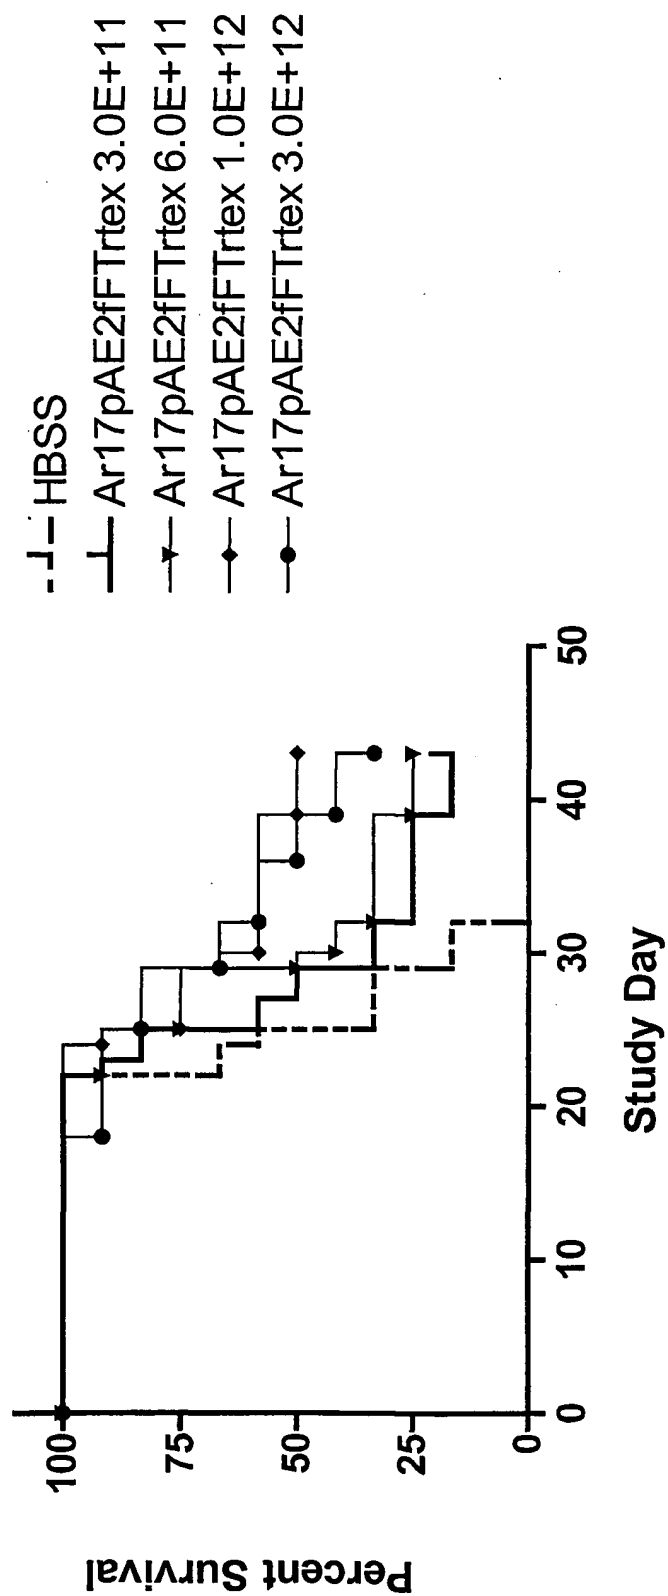 HBSS
Ar17pAE2fFTrtex 3.0E+11
Ar17pAE2fFTrtex 6.0E+11
Ar17pAE2fFTrtex 1.0E+12
Ar17pAE2fFTrtex 3.0E+12
Percent Survival
100
75
50
25
0
0 10 20 30 40 50
Study Day